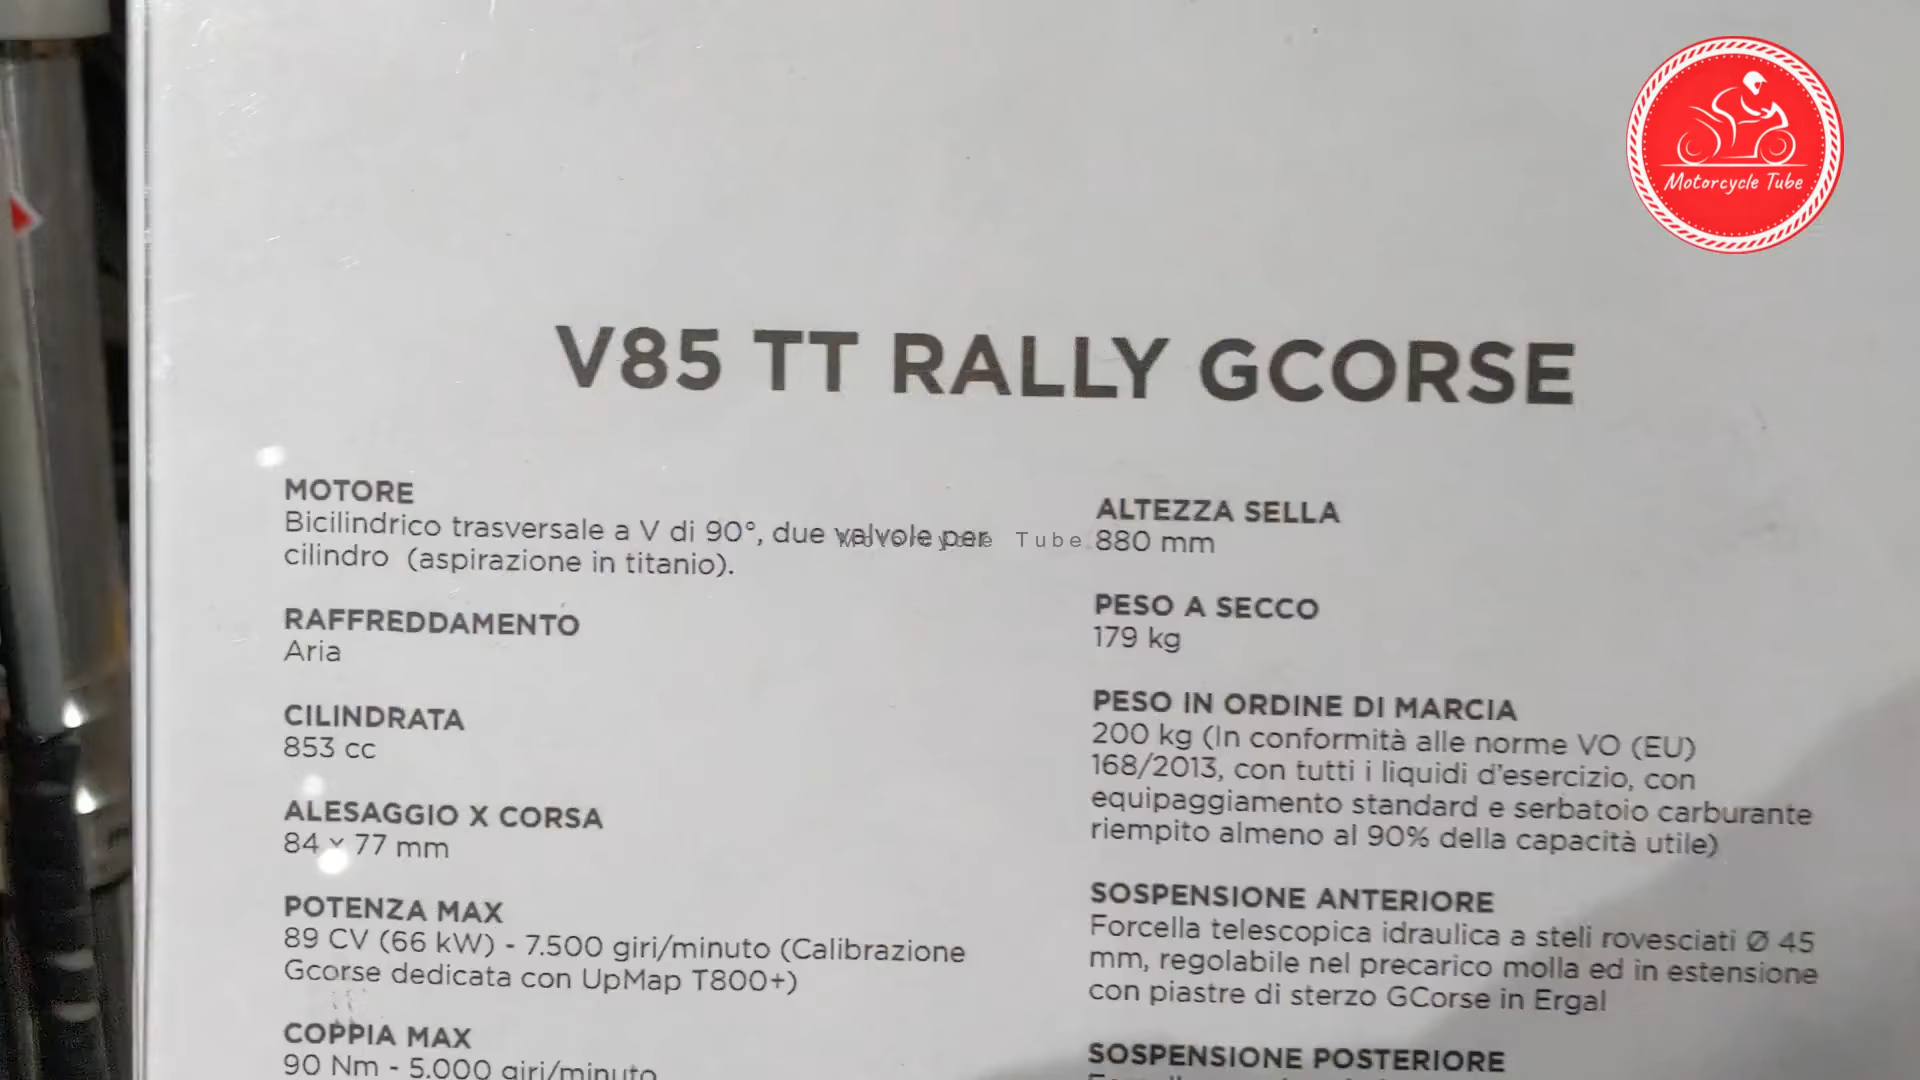 Motorcycle Tube
V85 TT RALLY GCORSE
MOTORE
Bicilindrico trasversale a V di 90°, due valvole per
cilindro (aspirazione in titanio).
RAFFREDDAMENTO
Aria
CILINDRATA
853 cc
ALESAGGIO X CORSA
84 x 77 mm
POTENZA MAX
89 CV (66 kW) - 7.500 giri/minuto (Calibrazione
Gcorse dedicata con UpMap T800+)
COPPIA MAX
90 Nm - 5.000 giri/minuto
Motorcycle Tube
ALTEZZA SELLA
880 mm
PESO A SECCO
179 kg
PESO IN ORDINE DI MARCIA
200 kg (In conformità alle norme VO (EU)
168/2013, con tutti i liquidi d'esercizio, con
equipaggiamento standard e serbatoio carburante
riempito almeno al 90% della capacità utile)
SOSPENSIONE ANTERIORE
Forcella telescopica idraulica a steli rovesciati Ø 45
mm, regolabile nel precarico molla ed in estensione
con piastre di sterzo GCorse in Ergal
SOSPENSIONE POSTERIORE